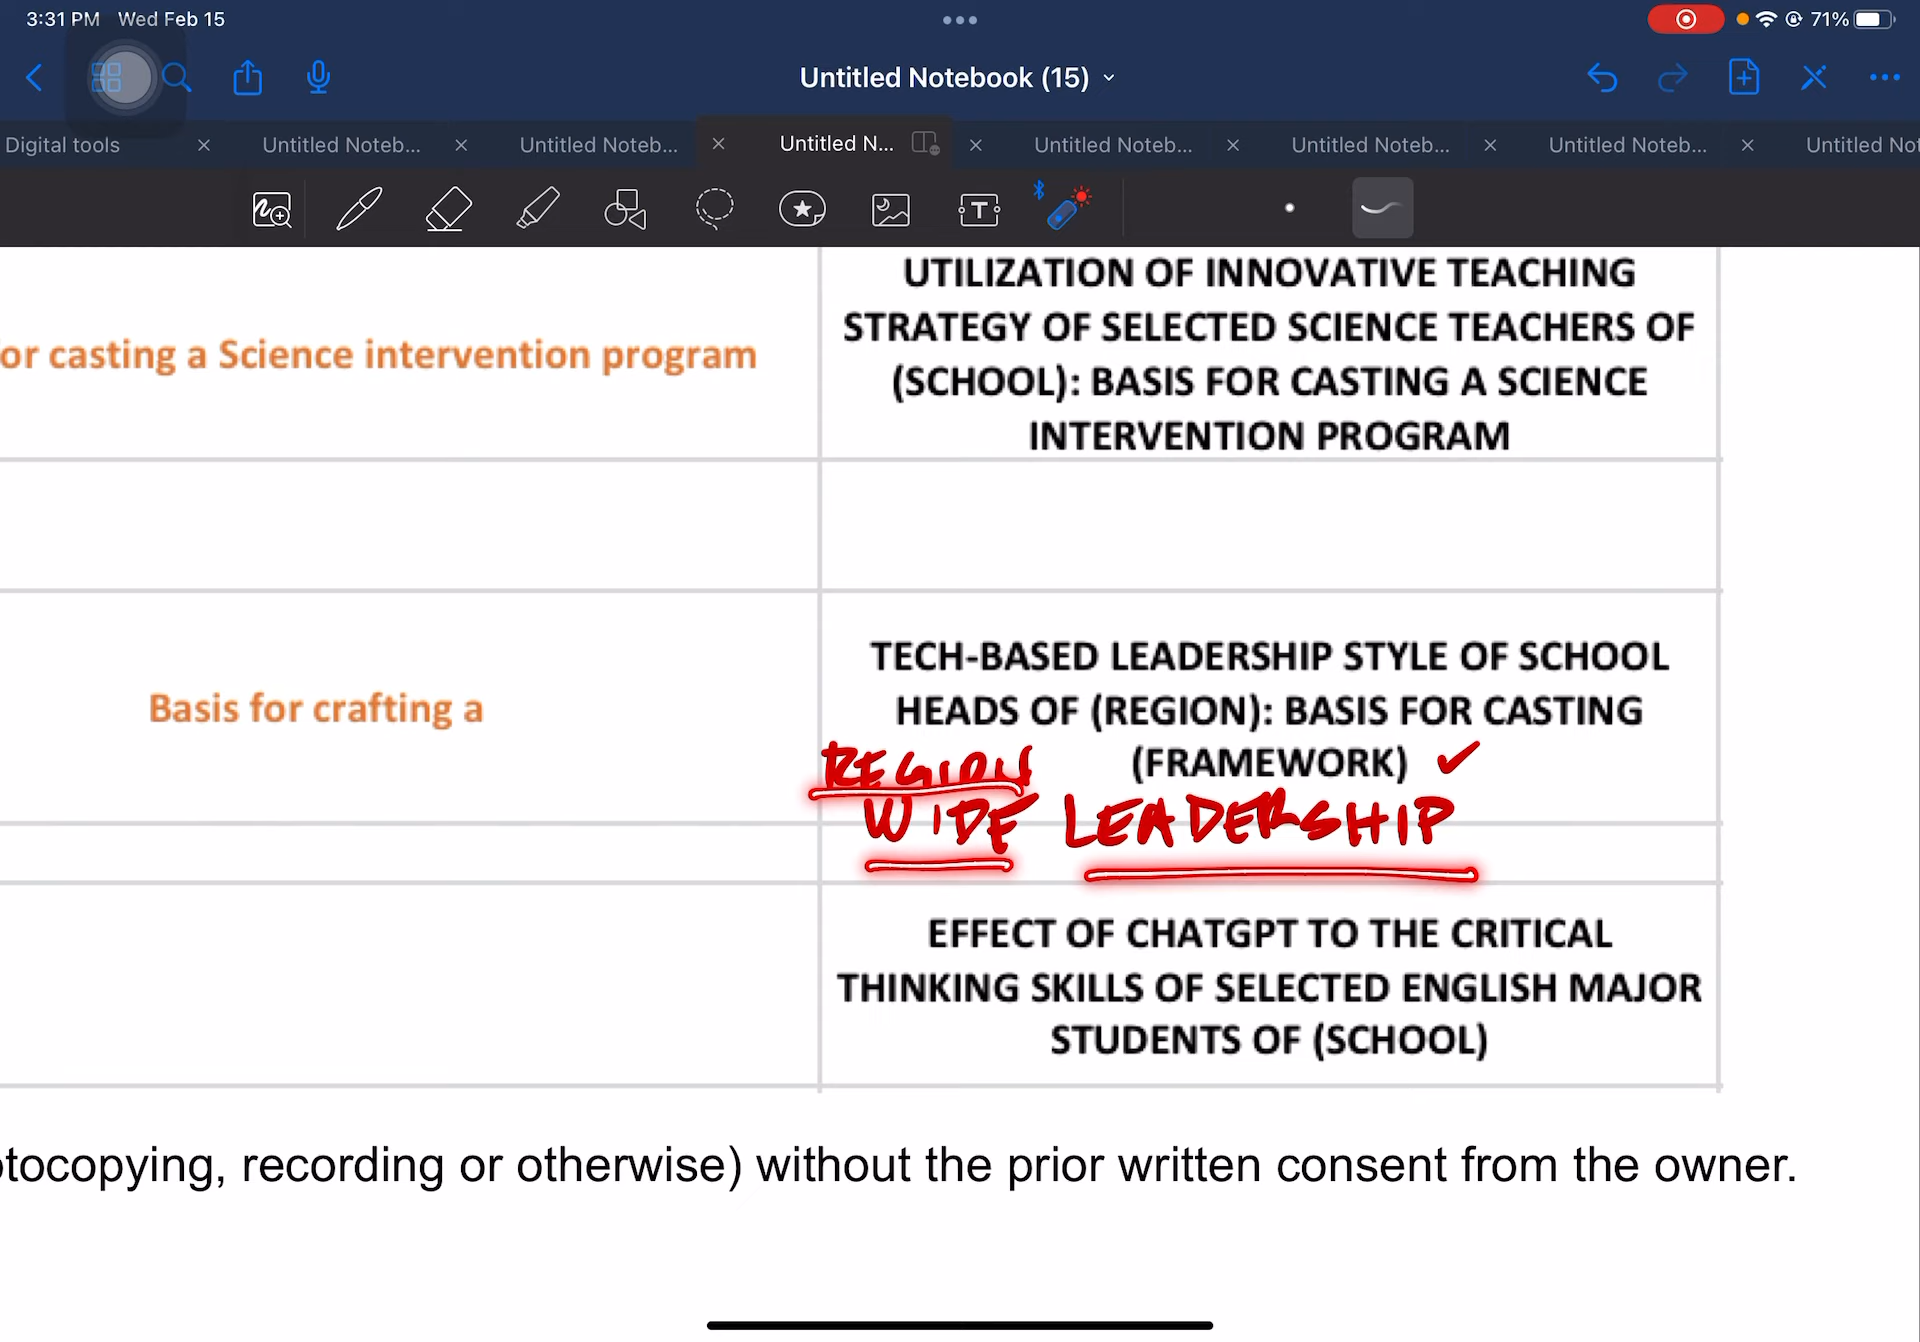 3:31 PM Wed Feb 15
71%
Untitled Notebook (15)
Digital tools
Untitled Noteb...
Untitled Noteb...
Untitled N...
Untitled Noteb...
Untitled Noteb...
Untitled Noteb...
Untitled Not
or casting a Science intervention program
UTILIZATION OF INNOVATIVE TEACHING
STRATEGY OF SELECTED SCIENCE TEACHERS OF
(SCHOOL): BASIS FOR CASTING A SCIENCE
INTERVENTION PROGRAM
Basis for crafting a
TECH-BASED LEADERSHIP STYLE OF SCHOOL
HEADS OF (REGION): BASIS FOR CASTING
(FRAMEWORK)
REGION
WIDE LEADERSHIP
EFFECT OF CHATGPT TO THE CRITICAL
THINKING SKILLS OF SELECTED ENGLISH MAJOR
STUDENTS OF (SCHOOL)
tocopying, recording or otherwise) without the prior written consent from the owner.